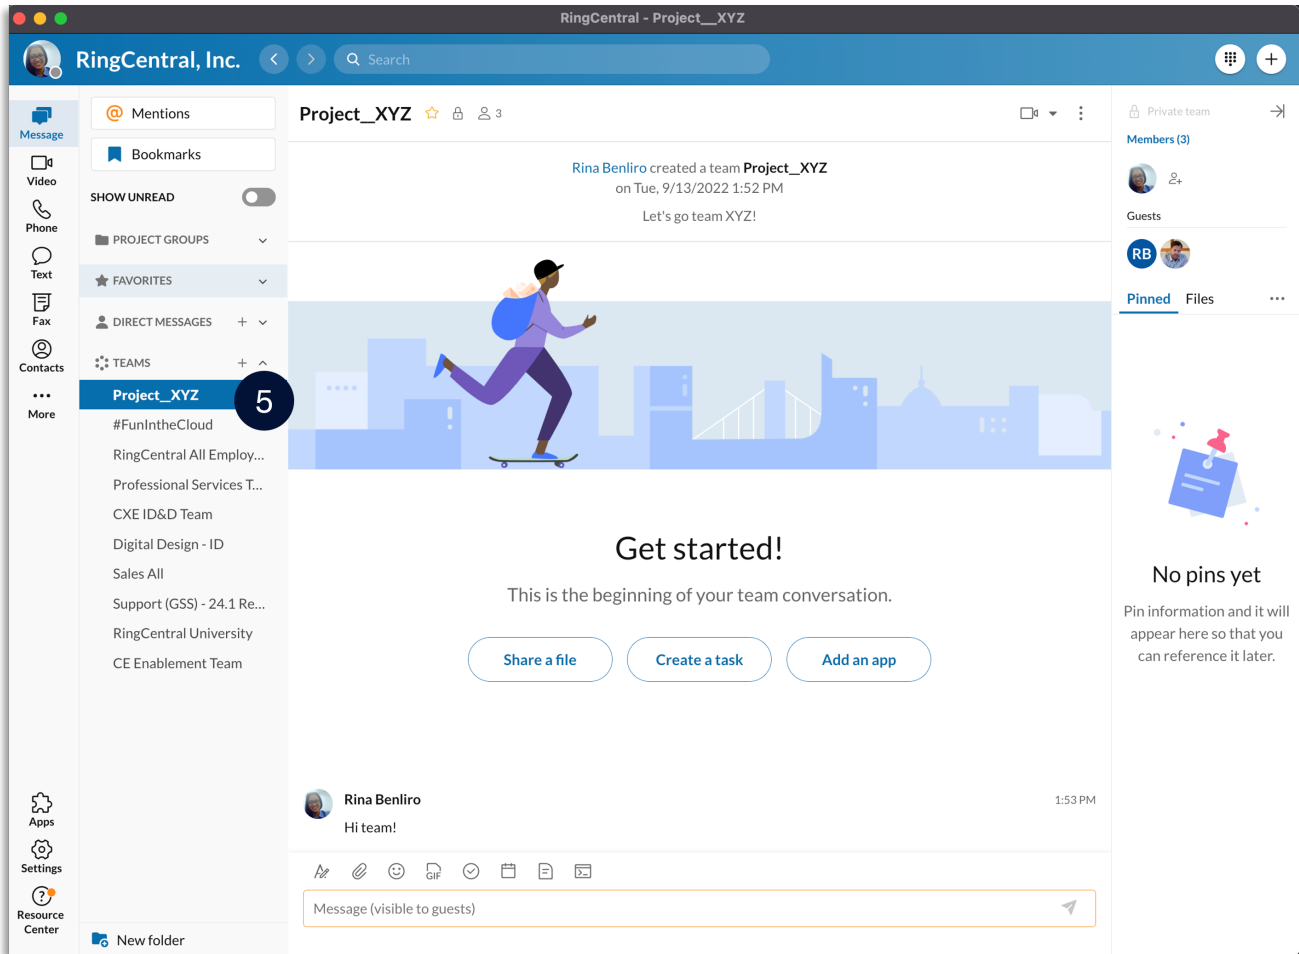 RingCentral - Project__XYZ
RingCentral, Inc.
Search
Message
Video
Phone
Text
Fax
Contacts
More
Apps
Settings
Resource
Center
Mentions
Bookmarks
SHOW UNREAD
PROJECT GROUPS
FAVORITES
DIRECT MESSAGES
TEAMS
Project__XYZ
5
#FunIntheCloud
RingCentral All Employ...
Professional Services T...
CXE ID&D Team
Digital Design - ID
Sales All
Support (GSS) - 24.1 Re...
RingCentral University
CE Enablement Team
New folder
Project__XYZ 3
Rina Benliro created a team Project__XYZ
on Tue, 9/13/2022 1:52 PM
Let's go team XYZ!
Get started!
This is the beginning of your team conversation.
Share a file
Create a task
Add an app
Rina Benliro 1:53 PM
Hi team!
GIF
Message (visible to guests)
Private team
Members (3)
Guests
RB
Pinned Files
No pins yet
Pin information and it will
appear here so that you
can reference it later.